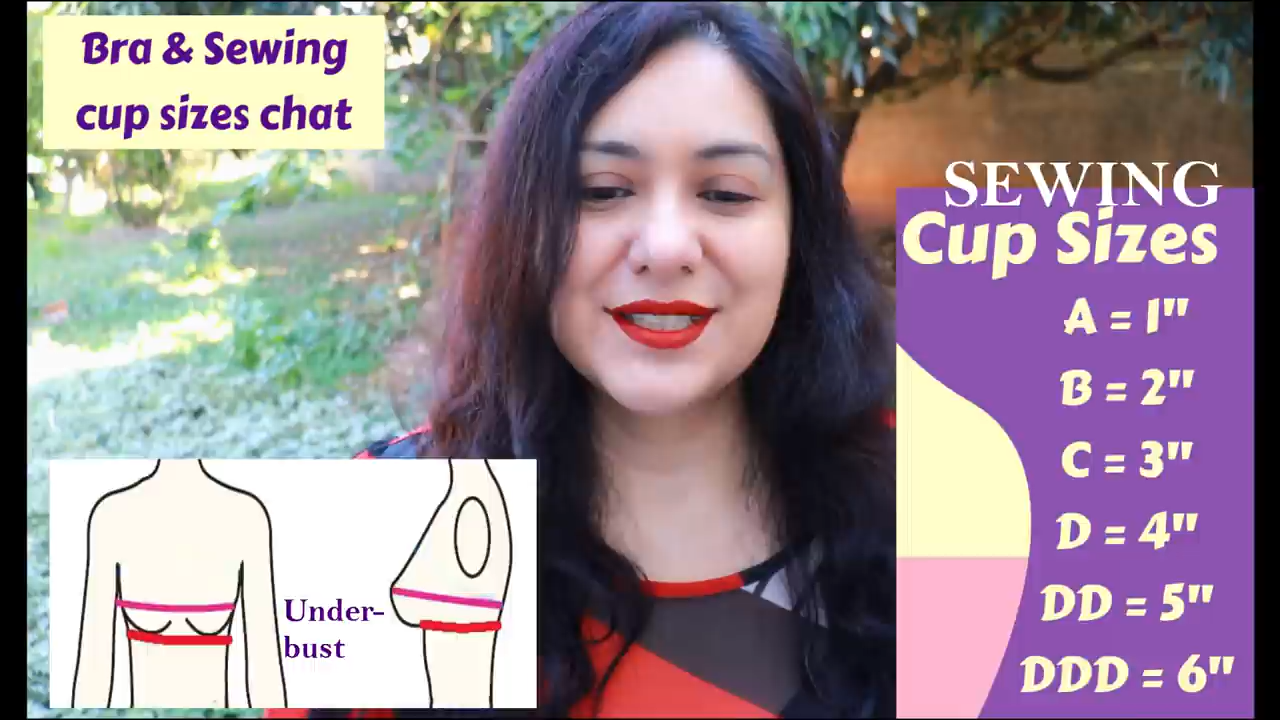 Bra & Sewing
cup sizes chat
SEWING
Cup Sizes
A = 1"
B = 2"
C = 3"
D = 4"
DD = 5"
DDD = 6"
Under-
bust